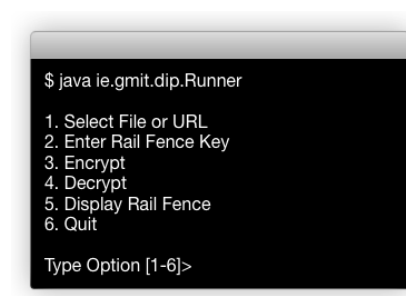 $ java ie.gmit.dip.Runner
1. Select File or URL
2. Enter Rail Fence Key
3. Encrypt
4. Decrypt
5. Display Rail Fence
6. Quit
Type Option [1-6]>